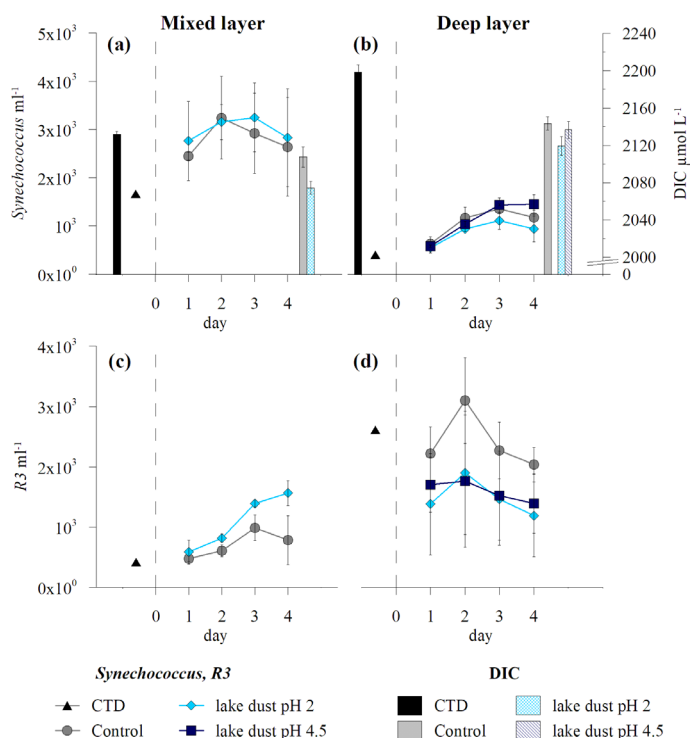 Mixed layer
Deep layer
5x10³
4x10³
3x10³
2x10³
10³
0x10⁰
Synechococcus ml⁻¹
(a)
0 1 2 3 4
day
(b)
0 1 2 3 4
day
2240
2200
2160
2120
2080
2040
2000
0
DIC µmol L⁻¹
4x10³
3x10³
2x10³
10³
0x10⁰
R3 ml⁻¹
(c)
0 1 2 3 4
day
(d)
0 1 2 3 4
day
Synechococcus, R3
CTD
lake dust pH 2
Control
lake dust pH 4.5
DIC
CTD
lake dust pH 2
Control
lake dust pH 4.5